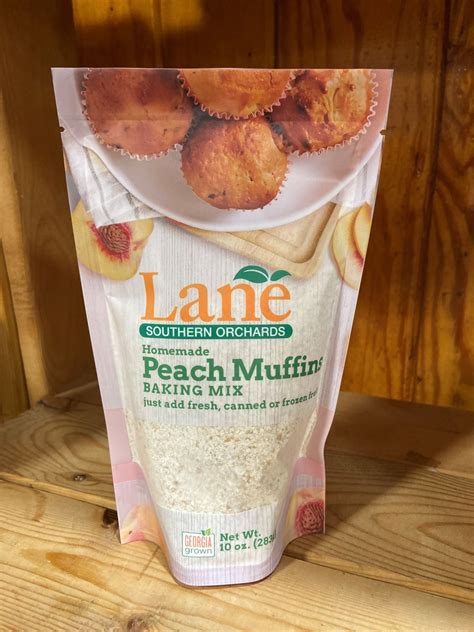 Lane
SOUTHERN ORCHARDS
Homemade
Peach Muffins
BAKING MIX
just add fresh, canned or frozen
GEORGIA
grown
Net Wt.
10 oz.